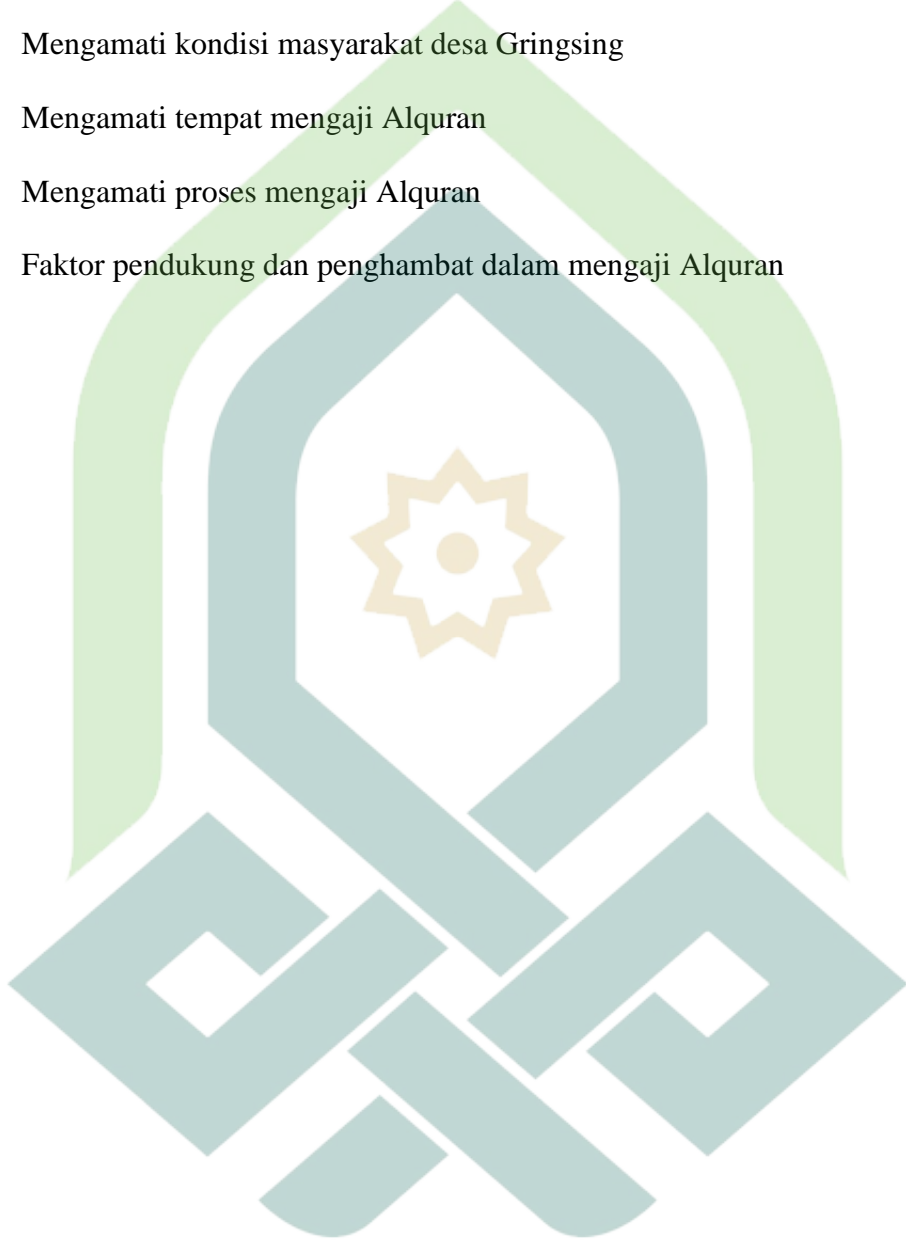 Mengamati kondisi masyarakat desa Gringsing
Mengamati tempat mengaji Alquran
Mengamati proses mengaji Alquran
Faktor pendukung dan penghambat dalam mengaji Alquran